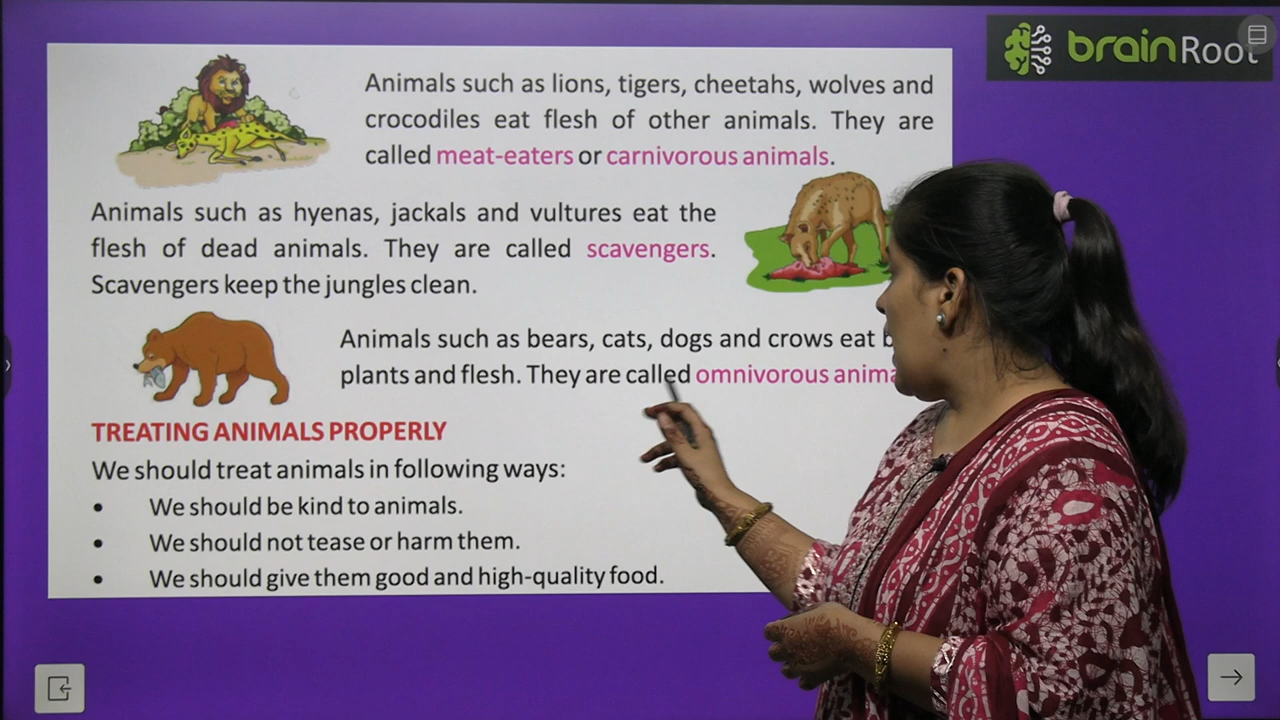 brainRoot
Animals such as lions, tigers, cheetahs, wolves and
crocodiles eat flesh of other animals. They are
called meat-eaters or carnivorous animals.
Animals such as hyenas, jackals and vultures eat the
flesh of dead animals. They are called scavengers.
Scavengers keep the jungles clean.
Animals such as bears, cats, dogs and crows eat
plants and flesh. They are called omnivorous
TREATING ANIMALS PROPERLY
We should treat animals in following ways:
• We should be kind to animals.
• We should not tease or harm them.
• We should give them good and high-quality food.